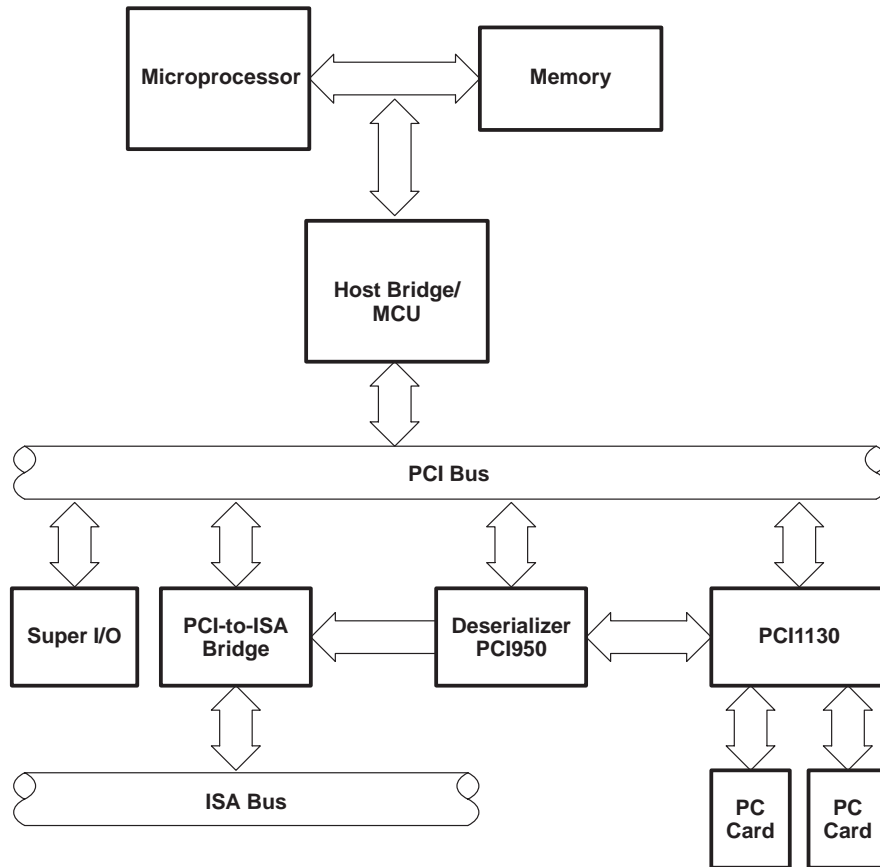 Microprocessor
Memory
Host Bridge/
MCU
PCI Bus
Super I/O
PCI-to-ISA
Bridge
Deserializer
PCI950
PCI1130
ISA Bus
PC
Card
PC
Card